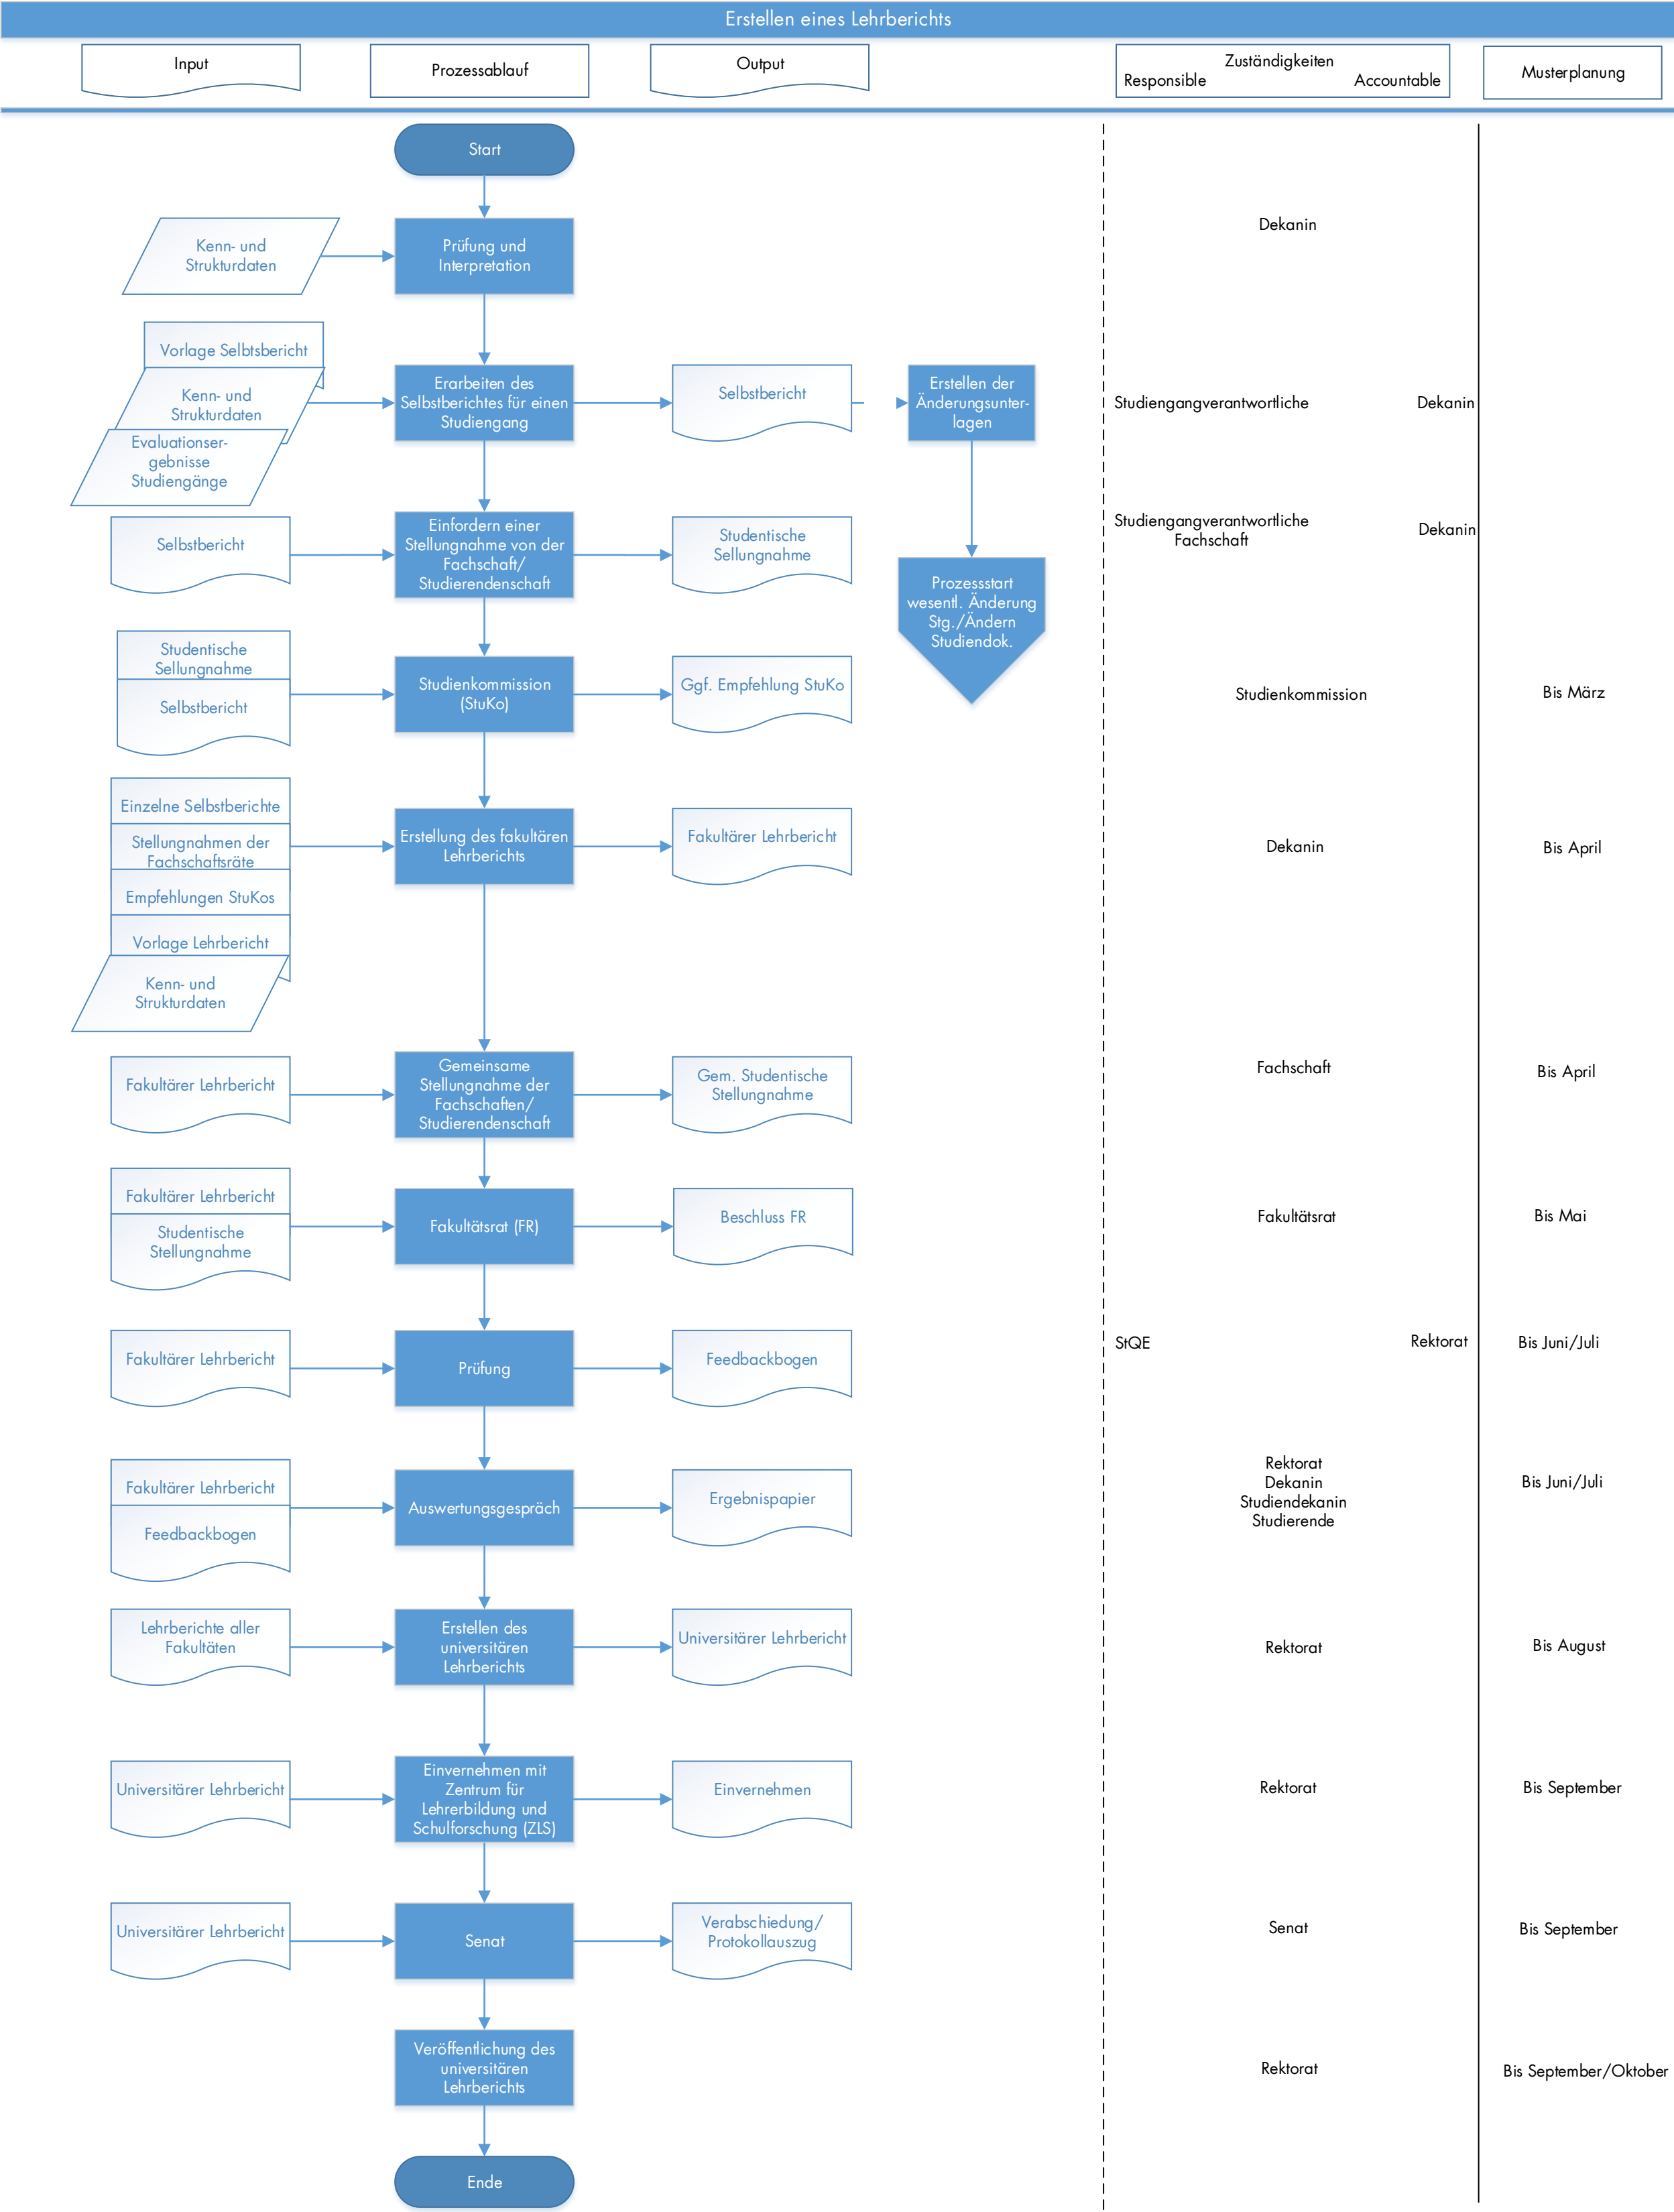 Erstellen eines Lehrberichts
Input
Prozessablauf
Output
Zuständigkeiten
Responsible
Accountable
Musterplanung
Start
Kenn- und
Strukturdaten
Prüfung und
Interpretation
Dekanin
Vorlage Selbtsbericht
Kenn- und
Strukturdaten
Evaluationser-
gebnisse
Studiengänge
Erarbeiten des
Selbstberichtes für einen
Studiengang
Selbstbericht
Erstellen der
Änderungsunter-
lagen
Studiengangverantwortliche
Dekanin
Selbstbericht
Einfordern einer
Stellungnahme von der
Fachschaft/
Studierendenschaft
Studentische
Sellungnahme
Prozessstart
wesentl. Änderung
Stg./Ändern
Studiendok.
Studiengangverantwortliche
Fachschaft
Dekanin
Studentische
Sellungnahme
Selbstbericht
Studienkommission
(StuKo)
Ggf. Empfehlung StuKo
Studienkommission
Bis März
Einzelne Selbstberichte
Stellungnahmen der
Fachschaftsräte
Empfehlungen StuKos
Vorlage Lehrbericht
Kenn- und
Strukturdaten
Erstellung des fakultären
Lehrberichts
Fakultärer Lehrbericht
Dekanin
Bis April
Fakultärer Lehrbericht
Gemeinsame
Stellungnahme der
Fachschaften/
Studierendenschaft
Gem. Studentische
Stellungnahme
Fachschaft
Bis April
Fakultärer Lehrbericht
Studentische
Stellungnahme
Fakultätsrat (FR)
Beschluss FR
Fakultätsrat
Bis Mai
Fakultärer Lehrbericht
Prüfung
Feedbackbogen
StQE
Rektorat
Bis Juni/Juli
Fakultärer Lehrbericht
Feedbackbogen
Auswertungsgespräch
Ergebnispapier
Rektorat
Dekanin
Studiendekanin
Studierende
Bis Juni/Juli
Lehrberichte aller
Fakultäten
Erstellen des
universitären
Lehrberichts
Universitärer Lehrbericht
Rektorat
Bis August
Universitärer Lehrbericht
Einvernehmen mit
Zentrum für
Lehrerbildung und
Schulforschung (ZLS)
Einvernehmen
Rektorat
Bis September
Universitärer Lehrbericht
Senat
Verabschiedung/
Protokollauszug
Senat
Bis September
Veröffentlichung des
universitären
Lehrberichts
Rektorat
Bis September/Oktober
Ende